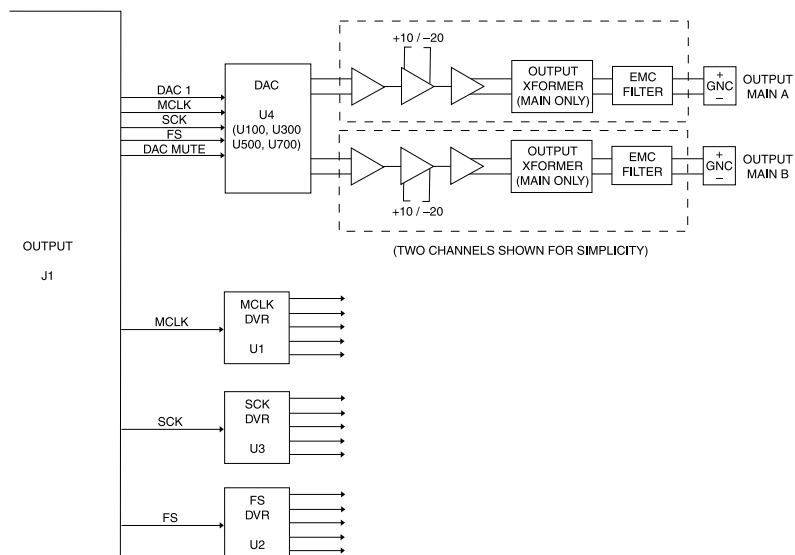 +10 / –20
DAC 1
MCLK
SCK
FS
DAC MUTE
DAC
U4
(U100, U300
U500, U700)
OUTPUT
XFORMER
(MAIN ONLY)
EMC
FILTER
+
GNC
–
OUTPUT
MAIN A
OUTPUT
XFORMER
(MAIN ONLY)
EMC
FILTER
+
GNC
–
OUTPUT
MAIN B
+10 / –20
(TWO CHANNELS SHOWN FOR SIMPLICITY)
OUTPUT
J1
MCLK
MCLK
DVR
U1
SCK
SCK
DVR
U3
FS
FS
DVR
U2